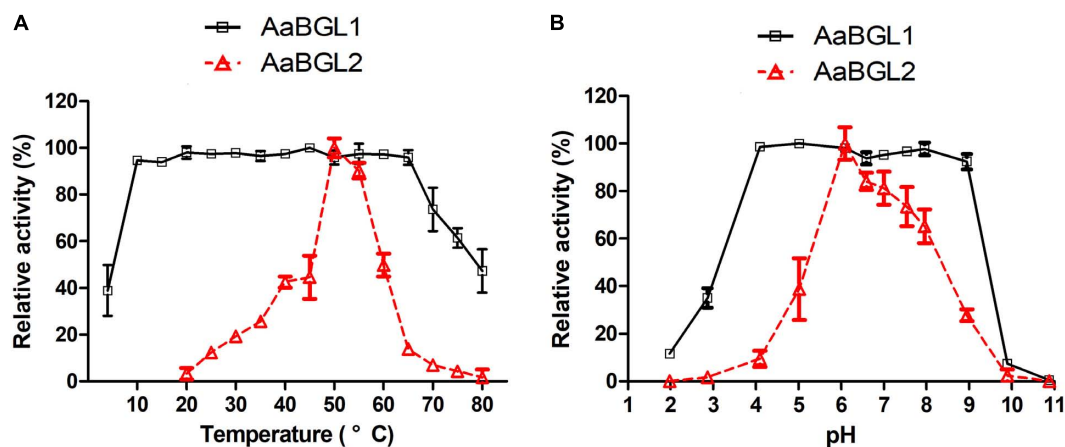 A
AaBGL1
AaBGL2
120
100
80
60
40
20
0
Relative activity (%)
10 20 30 40 50 60 70 80
Temperature ( ° C)
B
AaBGL1
AaBGL2
120
100
80
60
40
20
0
Relative activity (%)
1 2 3 4 5 6 7 8 9 10 11
pH